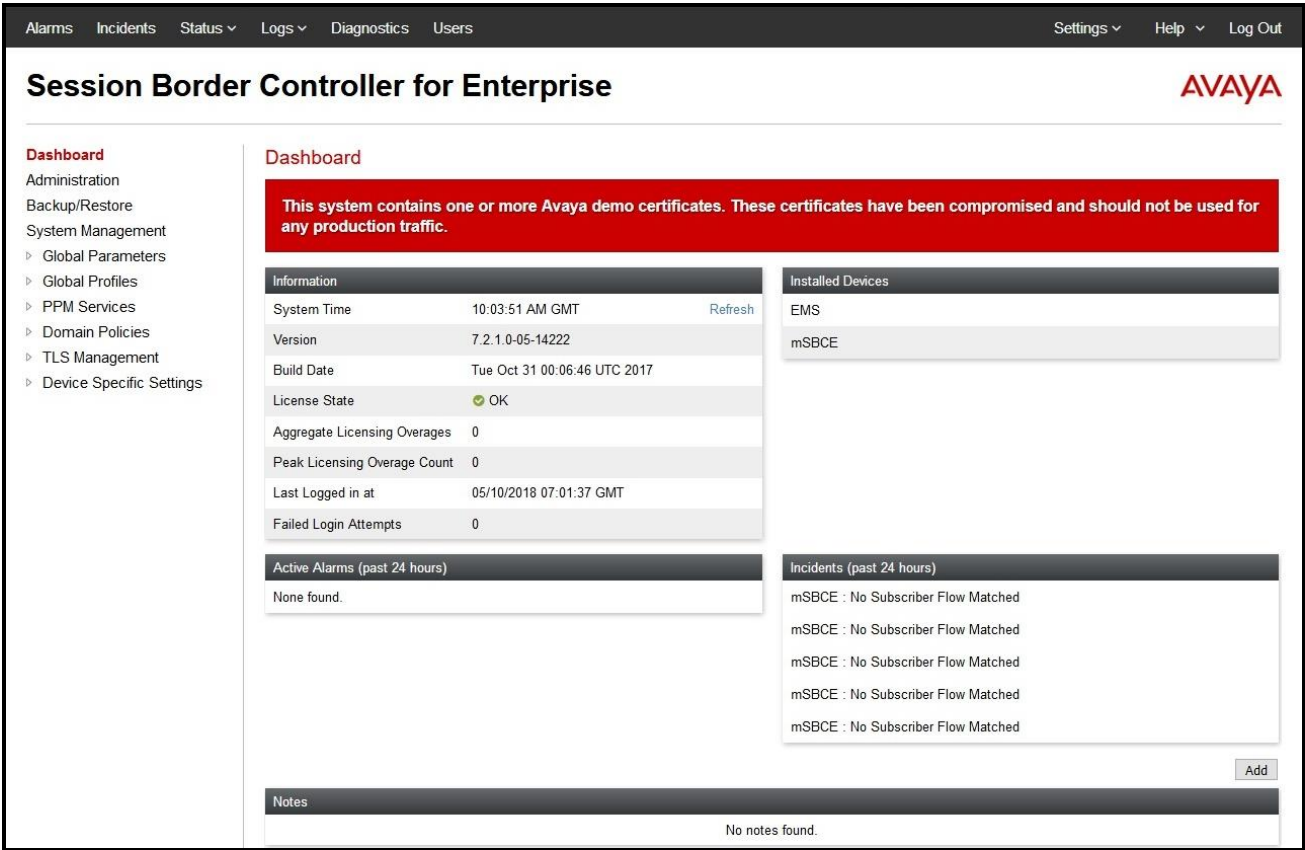 Alarms Incidents Status Logs Diagnostics Users Settings Help Log Out
Session Border Controller for Enterprise
AVAYA
Dashboard
Administration
Backup/Restore
System Management
Global Parameters
Global Profiles
PPM Services
Domain Policies
TLS Management
Device Specific Settings
Dashboard
This system contains one or more Avaya demo certificates. These certificates have been compromised and should not be used for
any production traffic.
Information
System Time 10:03:51 AM GMT Refresh
Version 7.2.1.0-05-14222
Build Date Tue Oct 31 00:06:46 UTC 2017
License State OK
Aggregate Licensing Overages 0
Peak Licensing Overage Count 0
Last Logged in at 05/10/2018 07:01:37 GMT
Failed Login Attempts 0
Installed Devices
EMS
mSBCE
Active Alarms (past 24 hours)
None found.
Incidents (past 24 hours)
mSBCE : No Subscriber Flow Matched
mSBCE : No Subscriber Flow Matched
mSBCE : No Subscriber Flow Matched
mSBCE : No Subscriber Flow Matched
mSBCE : No Subscriber Flow Matched
Add
Notes
No notes found.